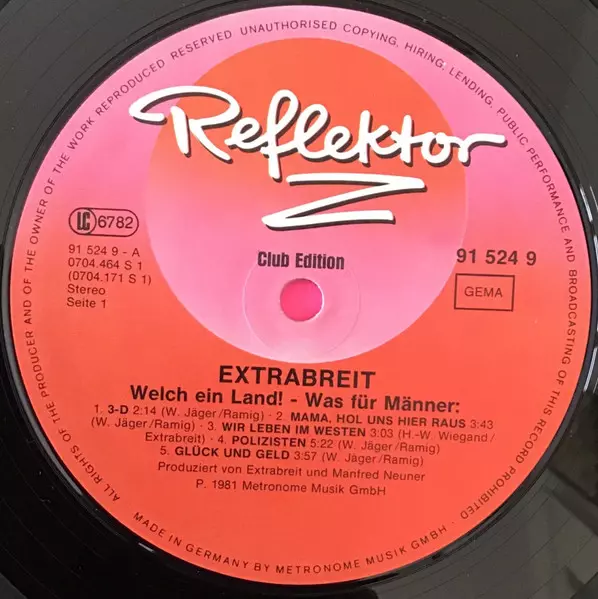 ALL RIGHTS OF THE PRODUCER AND OF THE OWNER OF THE WORK REPRODUCED RESERVED UNAUTHORISED COPYING, HIRING, LENDING, PUBLIC PERFORMANCE AND BROADCASTING OF THIS RECORD PROHIBITED
Reflektor
Z
LC 6782
91 524 9 - A
0704.464 S 1
(0704.171 S 1)
Stereo
Seite 1
Club Edition
91 524 9
GEMA
EXTRABREIT
Welch ein Land! - Was für Männer:
1. 3-D 2:14 (W. Jäger/Ramig) · 2. MAMA, HOL UNS HIER RAUS 3:43
(W. Jäger/Ramig) · 3. WIR LEBEN IM WESTEN 3:03 (H.-W. Wiegand/
Extrabreit) · 4. POLIZISTEN 5:22 (W. Jäger/Ramig)
5. GLÜCK UND GELD 3:57 (W. Jäger/Ramig)
Produziert von Extrabreit und Manfred Neuner
P. 1981 Metronome Musik GmbH
MADE IN GERMANY BY METRONOME MUSIK GMBH ·